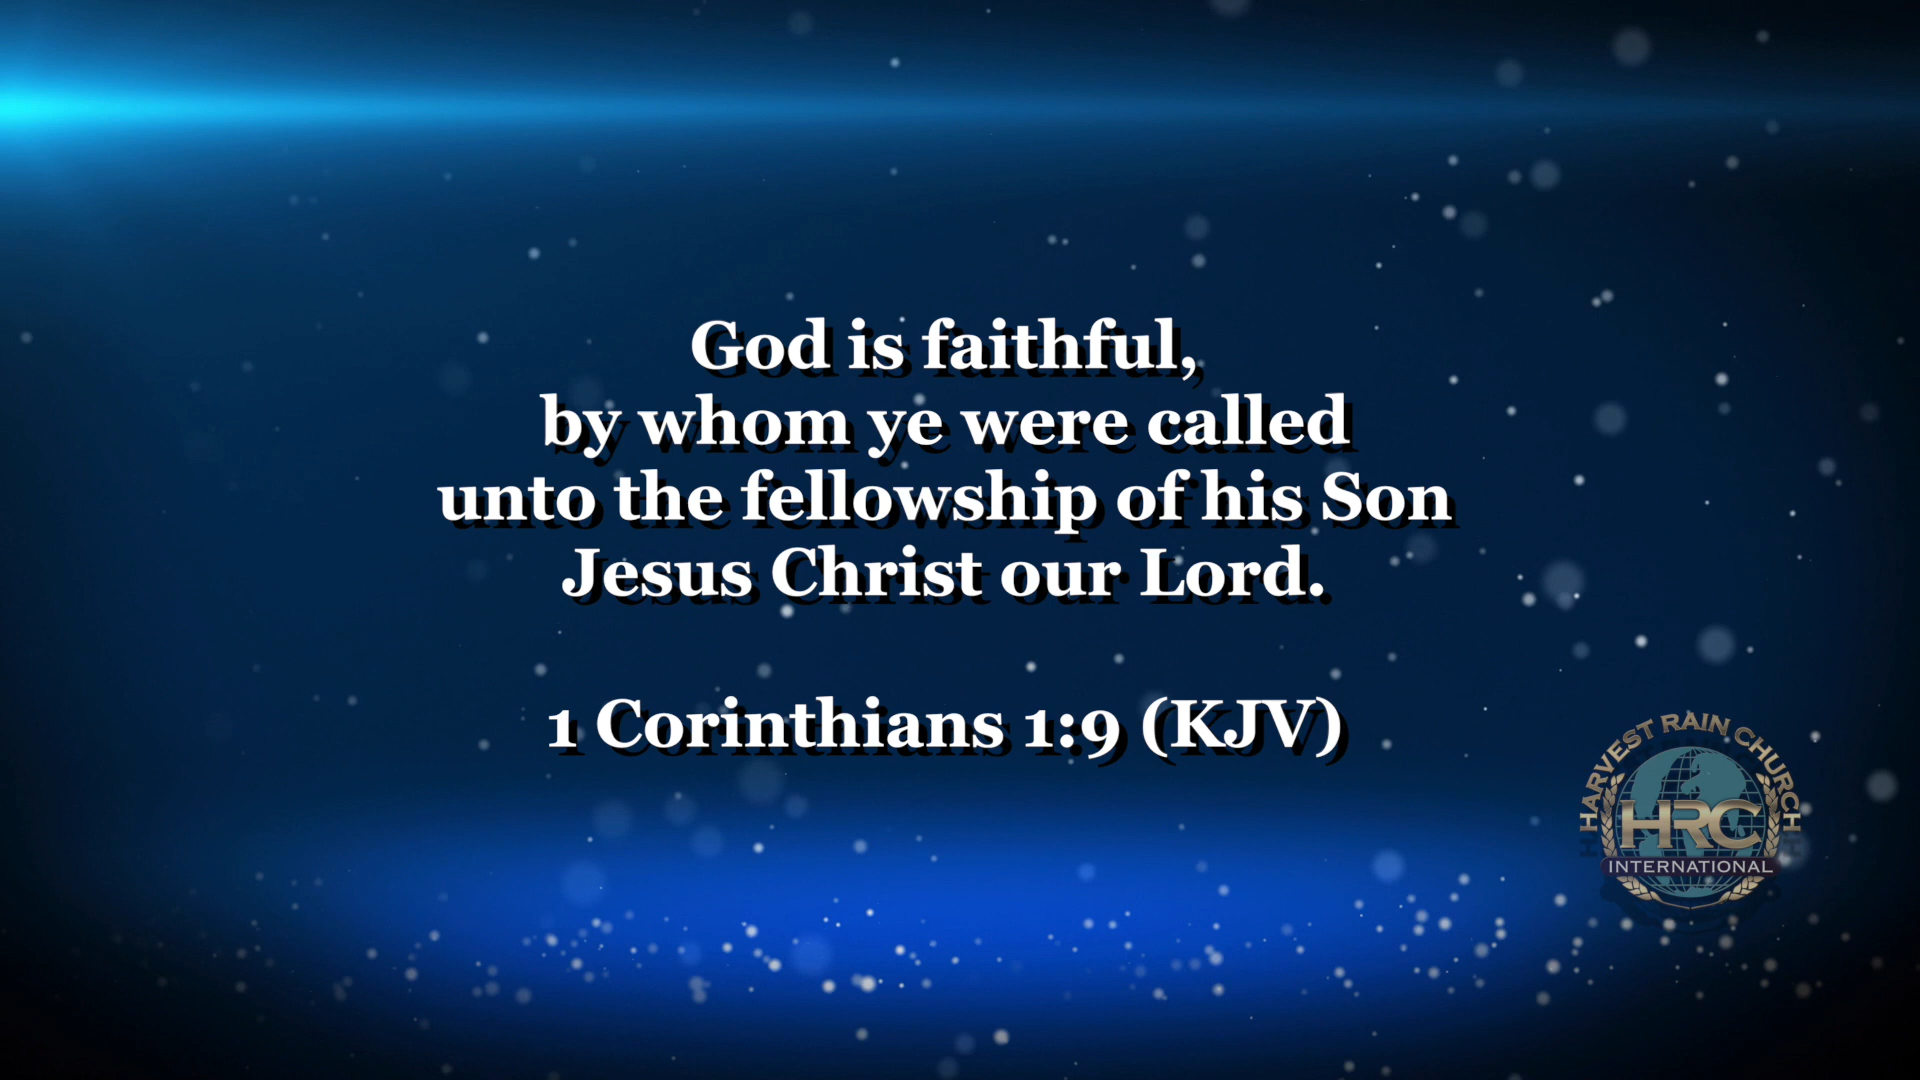 God is faithful,
by whom ye were called
unto the fellowship of his Son
Jesus Christ our Lord.
1 Corinthians 1:9 (KJV)
HARVEST RAIN CHURCH
HRC
INTERNATIONAL